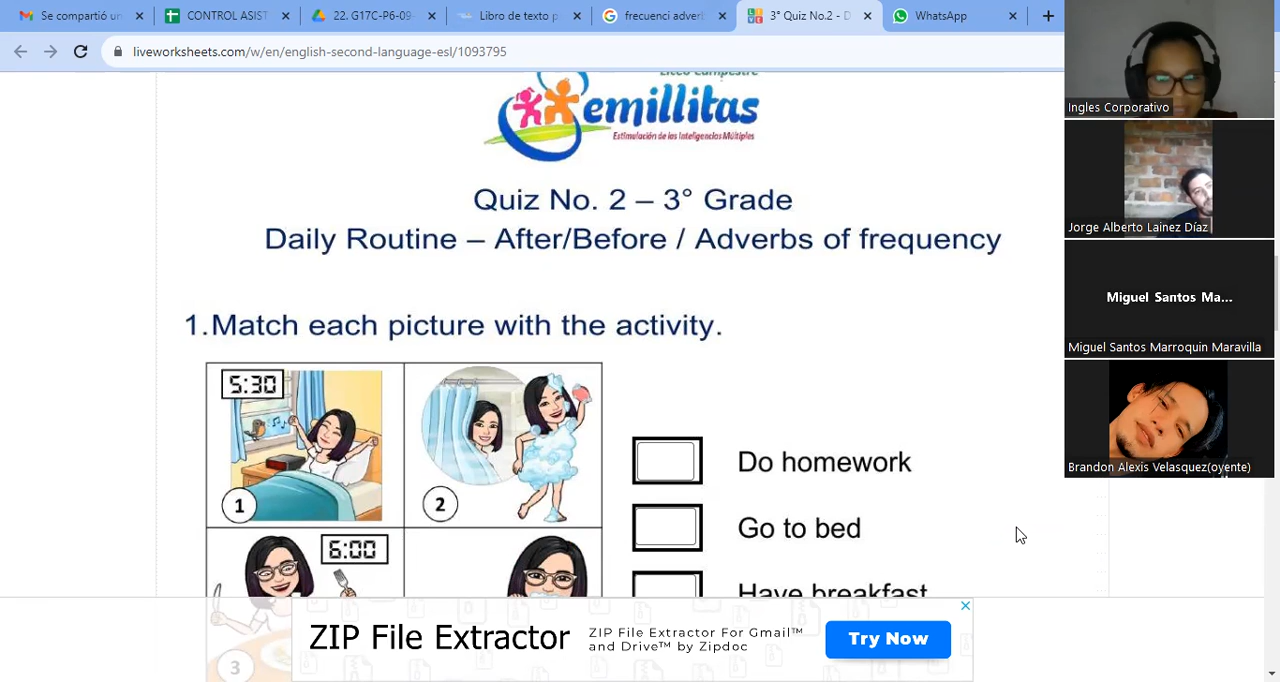 Se compartió un
CONTROL ASIST
22. G17C-P6-09-
Libro de texto p
frecuenci adverb
3° Quiz No.2 - D
WhatsApp
liveworksheets.com/w/en/english-second-language-esl/1093795
Liceo Campestre
Semillitas
Estimulación de las Inteligencias Múltiples
Quiz No. 2 – 3° Grade
Daily Routine – After/Before / Adverbs of frequency
1.Match each picture with the activity.
5:30
1
2
Do homework
Go to bed
6:00
Have breakfast
3
ZIP File Extractor
ZIP File Extractor For Gmail™
and Drive™ by Zipdoc
Try Now
Ingles Corporativo
Jorge Alberto Lainez Díaz
Miguel Santos Ma...
Miguel Santos Marroquin Maravilla
Brandon Alexis Velasquez(oyente)